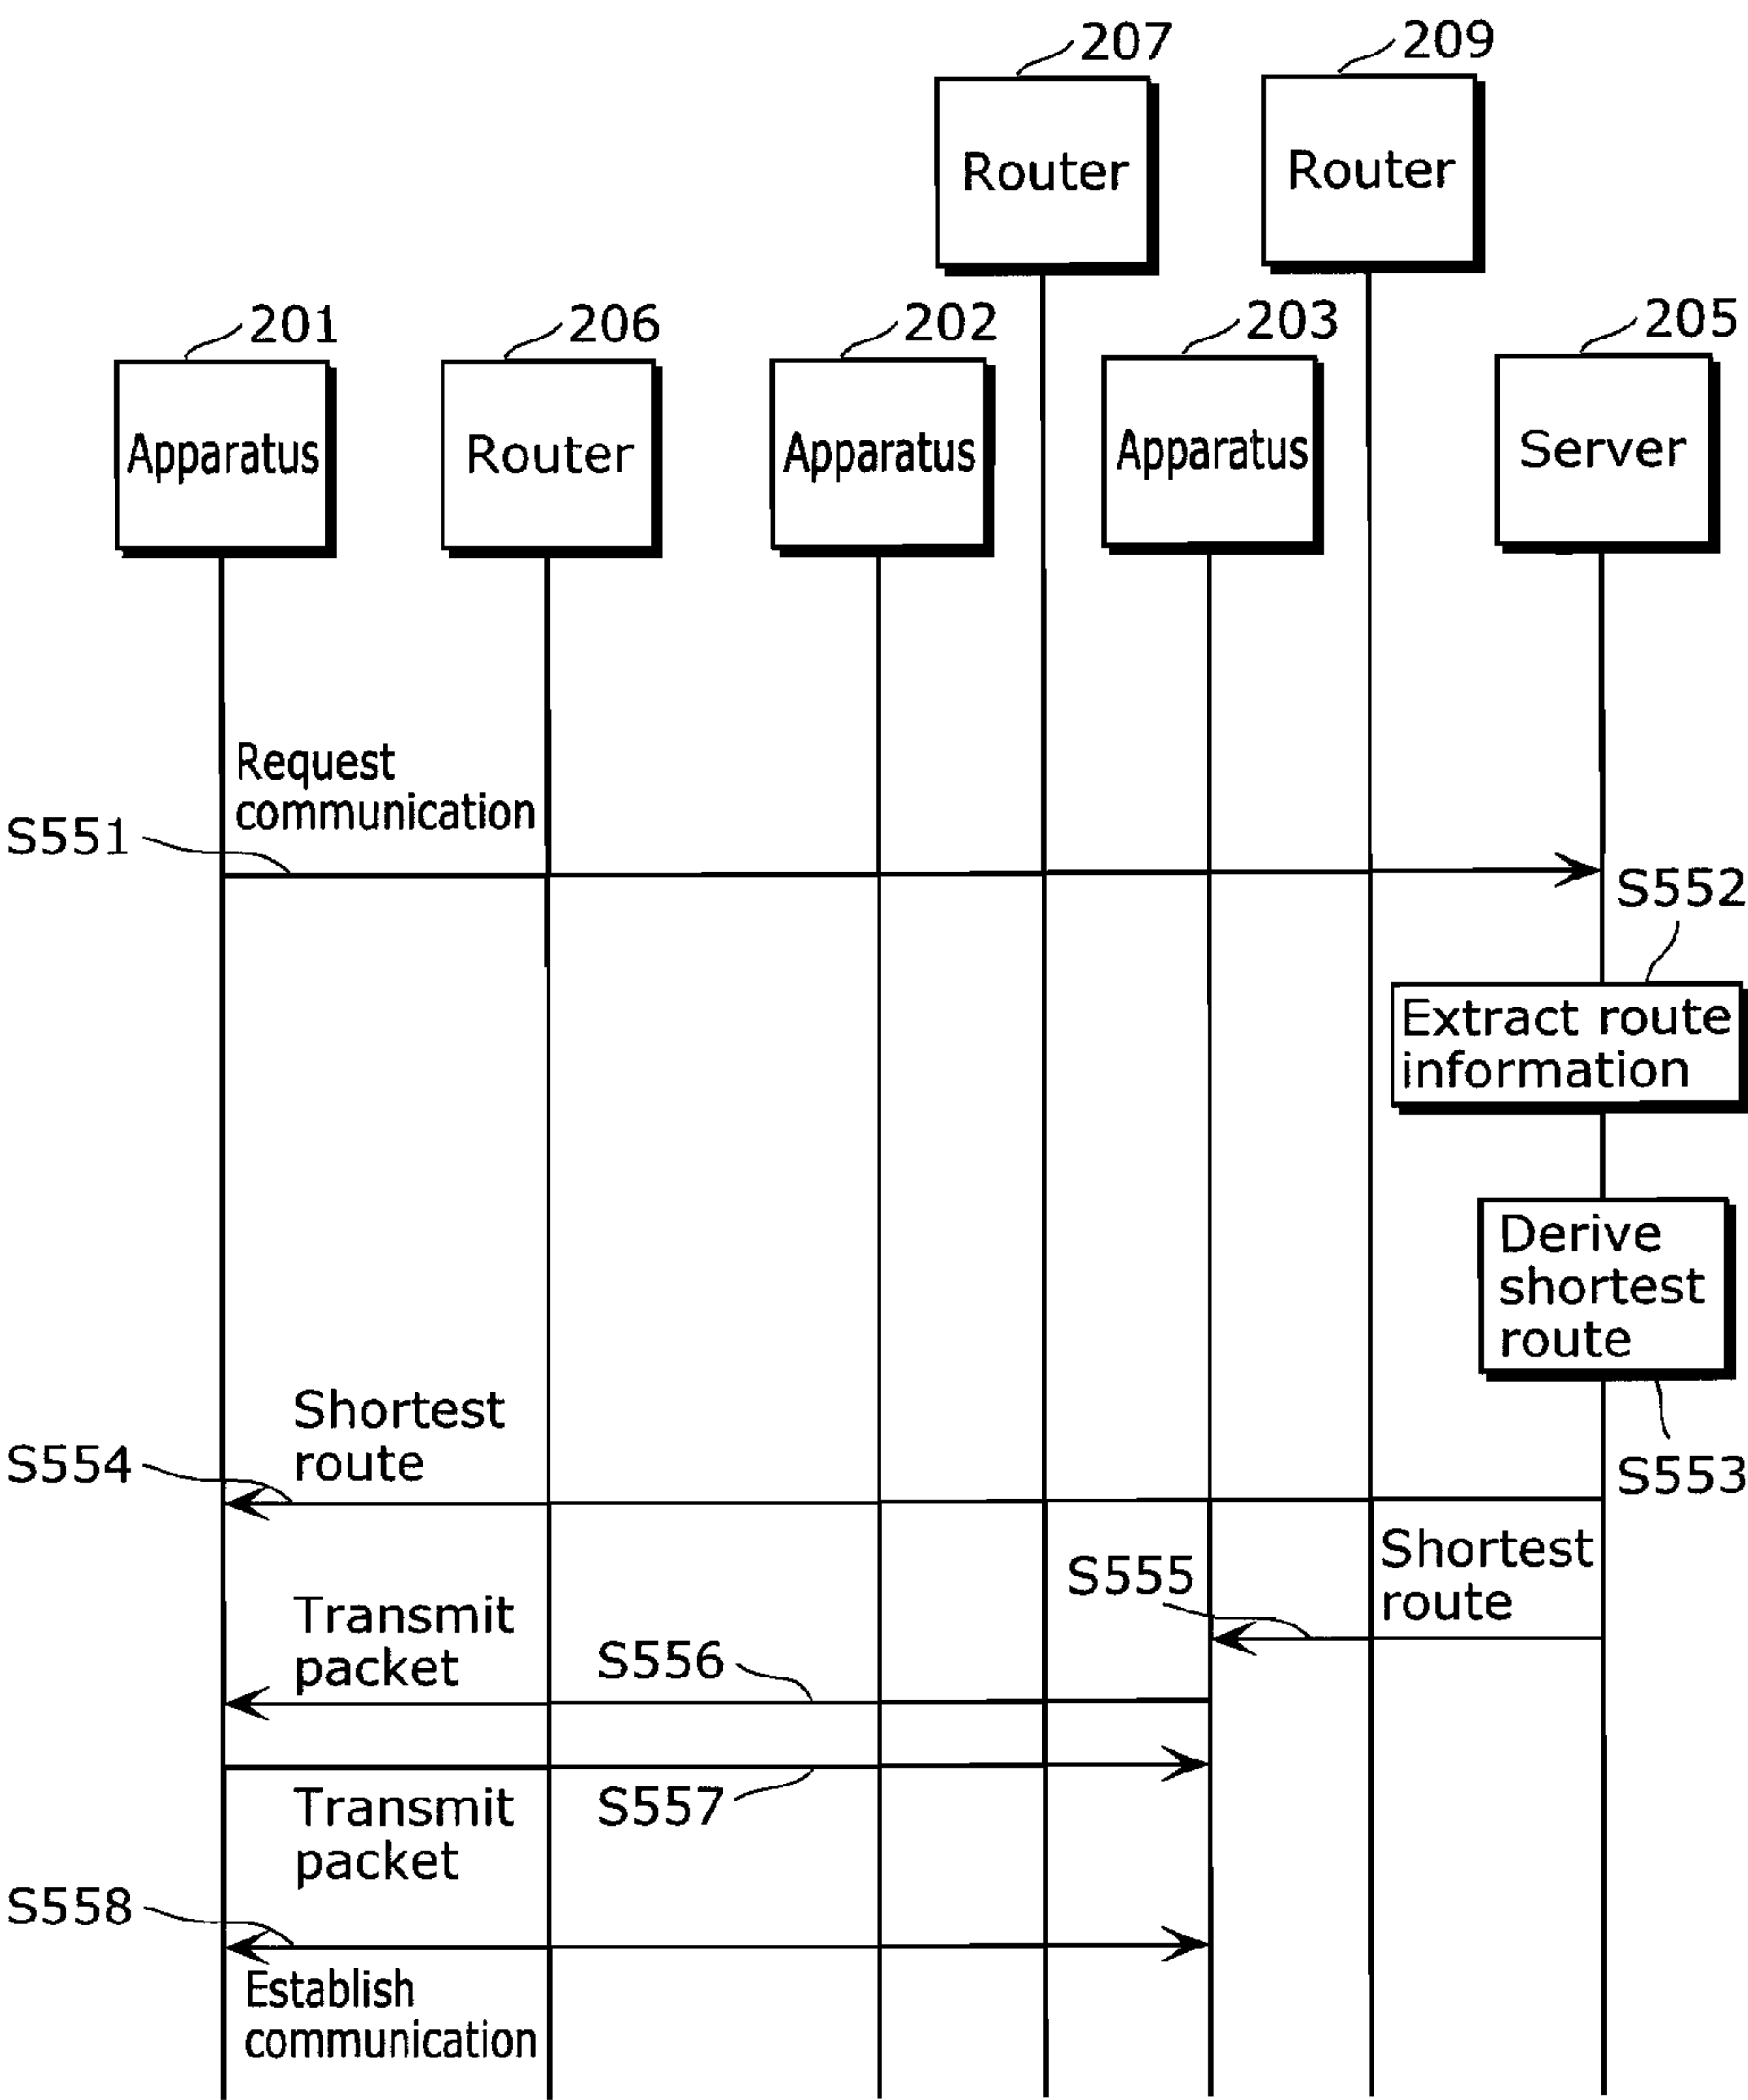 207
209
Router
Router
201
206
202
203
205
Apparatus
Router
Apparatus
Apparatus
Server
Request
communication
S551
S552
Extract route
information
Derive
shortest
route
S553
Shortest
route
S554
Shortest
route
S555
Transmit
packet
S556
S557
Transmit
packet
S558
Establish
communication